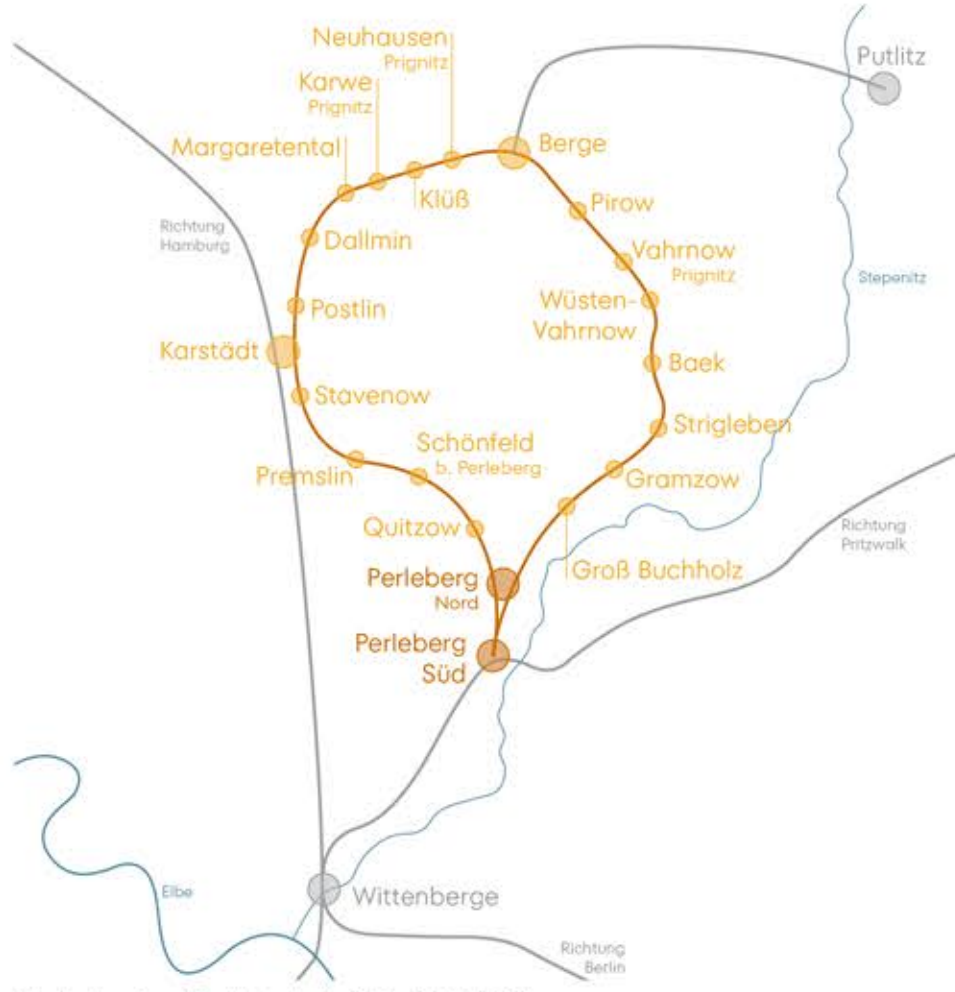 Neuhausen
Prignitz
Karwe
Prignitz
Margaretental
Klüß
Berge
Putlitz
Pirow
Richtung
Hamburg
Dallmin
Vahrnow
Prignitz
Stepenitz
Postlin
Wüsten-
Vahrnow
Karstädt
Baek
Stavenow
Strigleben
Schönfeld
b. Perleberg
Premslin
Gramzow
Quitzow
Richtung
Pritzwalk
Groß Buchholz
Perleberg
Nord
Perleberg
Süd
Elbe
Wittenberge
Richtung
Berlin